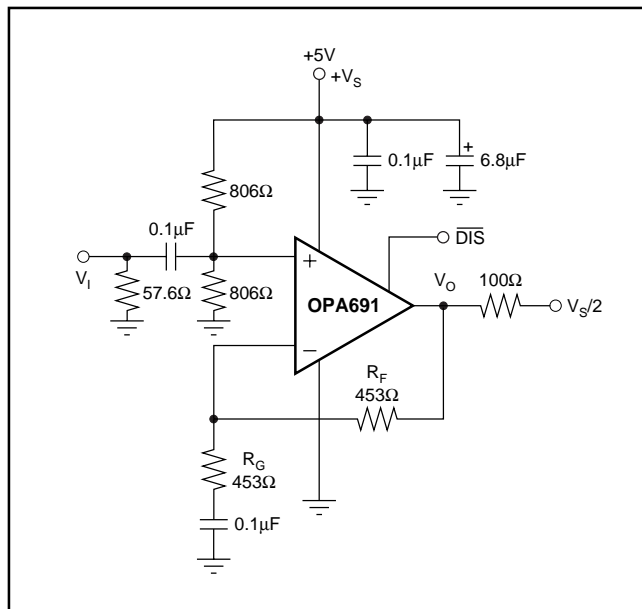 +5V
+V_S
0.1μF
6.8μF
806Ω
0.1μF
V_I
57.6Ω
806Ω
+
−
OPA691
DIS
V_O
100Ω
V_S/2
R_F
453Ω
R_G
453Ω
0.1μF
+